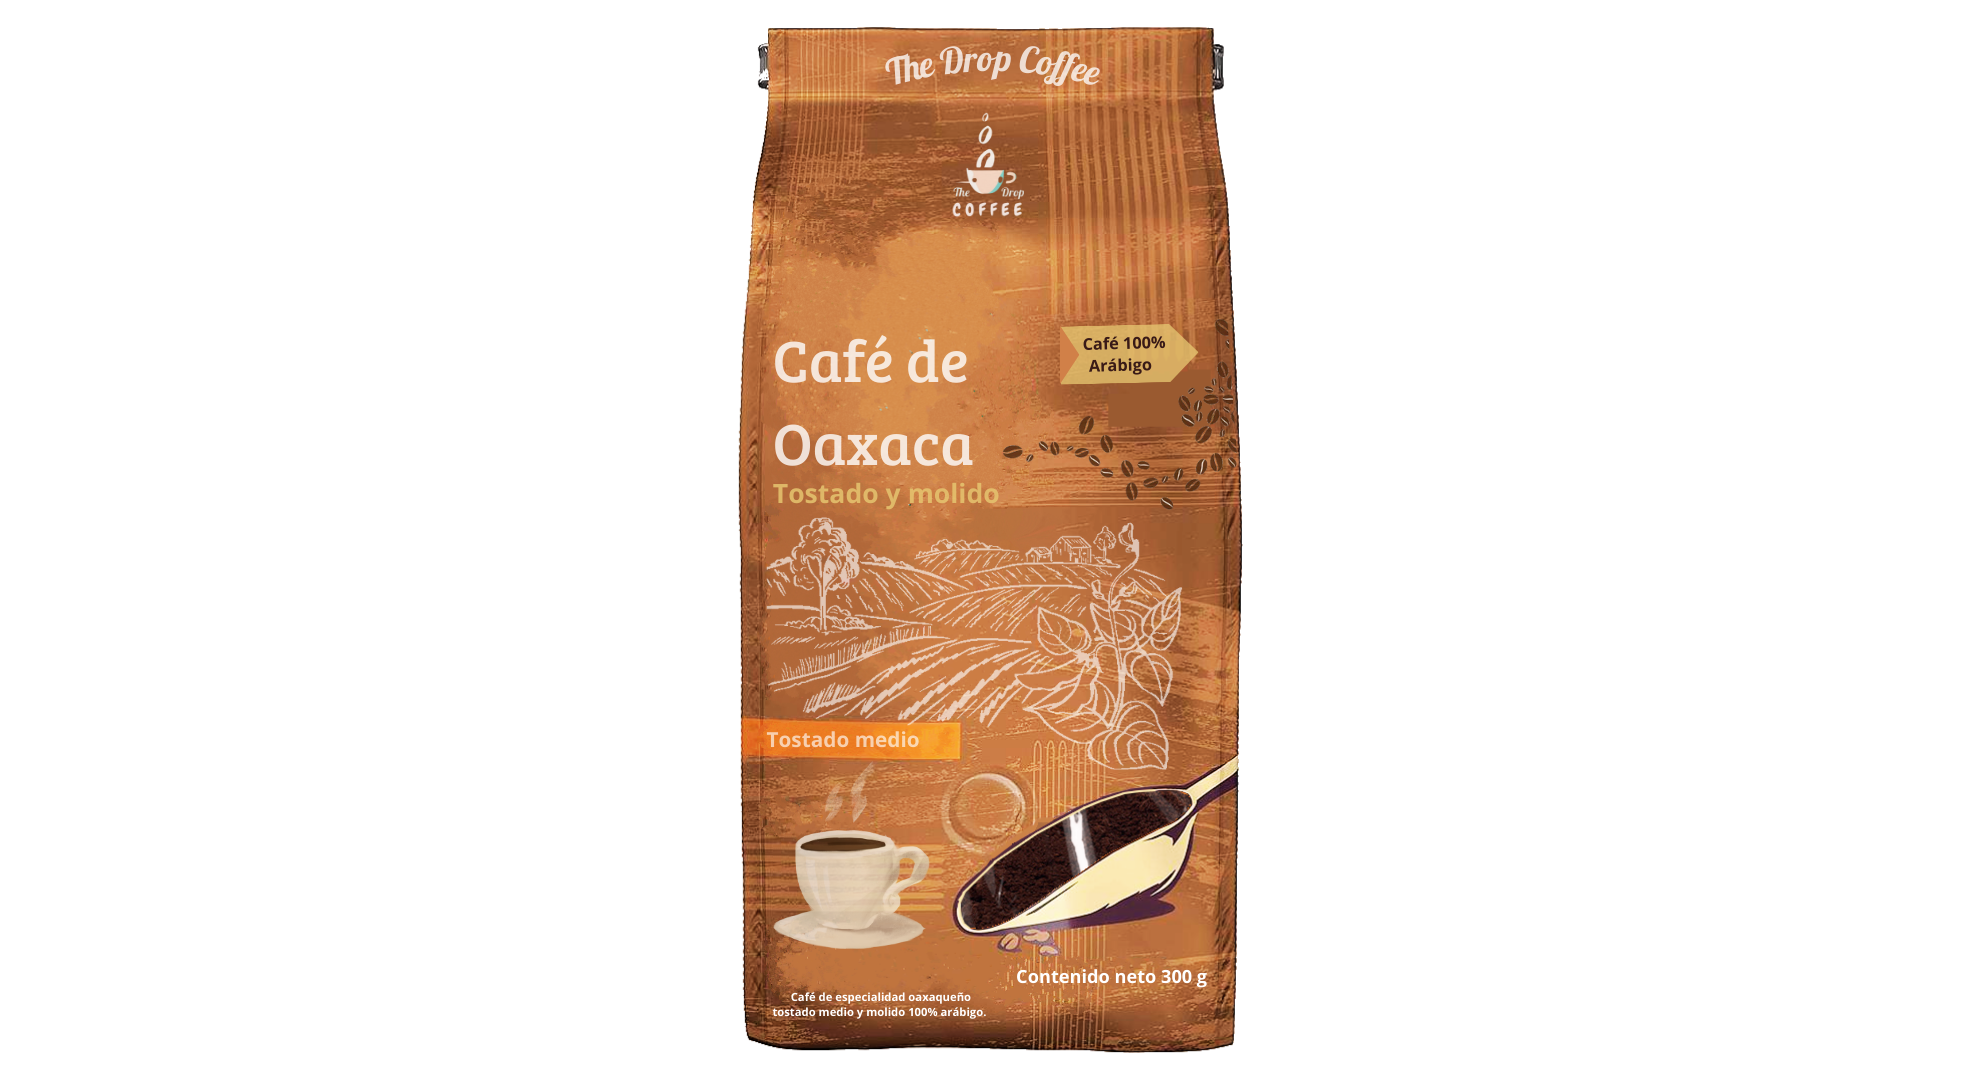 The Drop Coffee
The Drop
COFFEE
Café de
Oaxaca
Café 100%
Arábigo
Tostado y molido
Tostado medio
Contenido neto 300 g
Café de especialidad oaxaqueño
tostado medio y molido 100% arábigo.